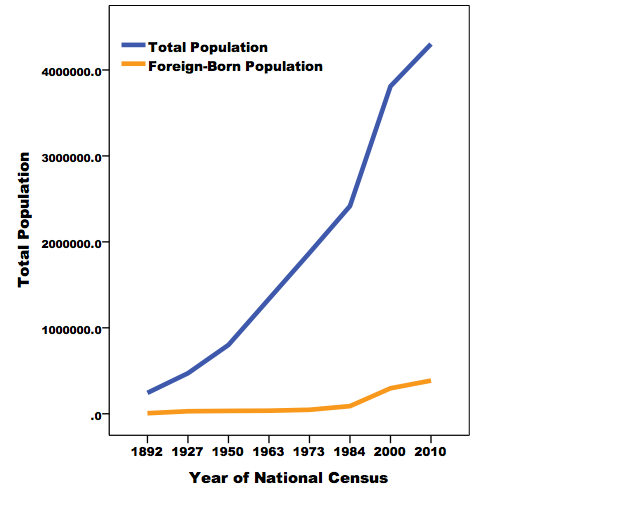 Total Population
Foreign-Born Population
4000000.0
3000000.0
2000000.0
1000000.0
.0
Total Population
1892 1927 1950 1963 1973 1984 2000 2010
Year of National Census